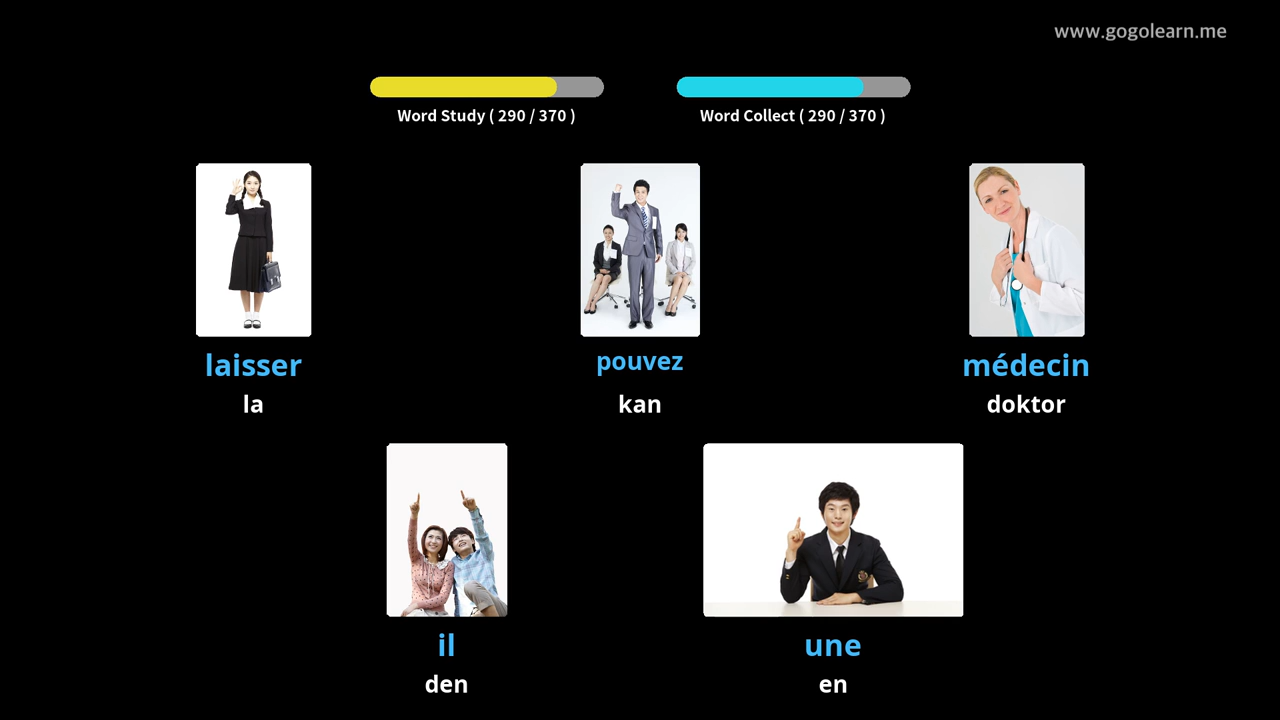 www.gogolearn.me
Word Study ( 290 / 370 )
Word Collect ( 290 / 370 )
laisser
la
pouvez
kan
médecin
doktor
il
den
une
en